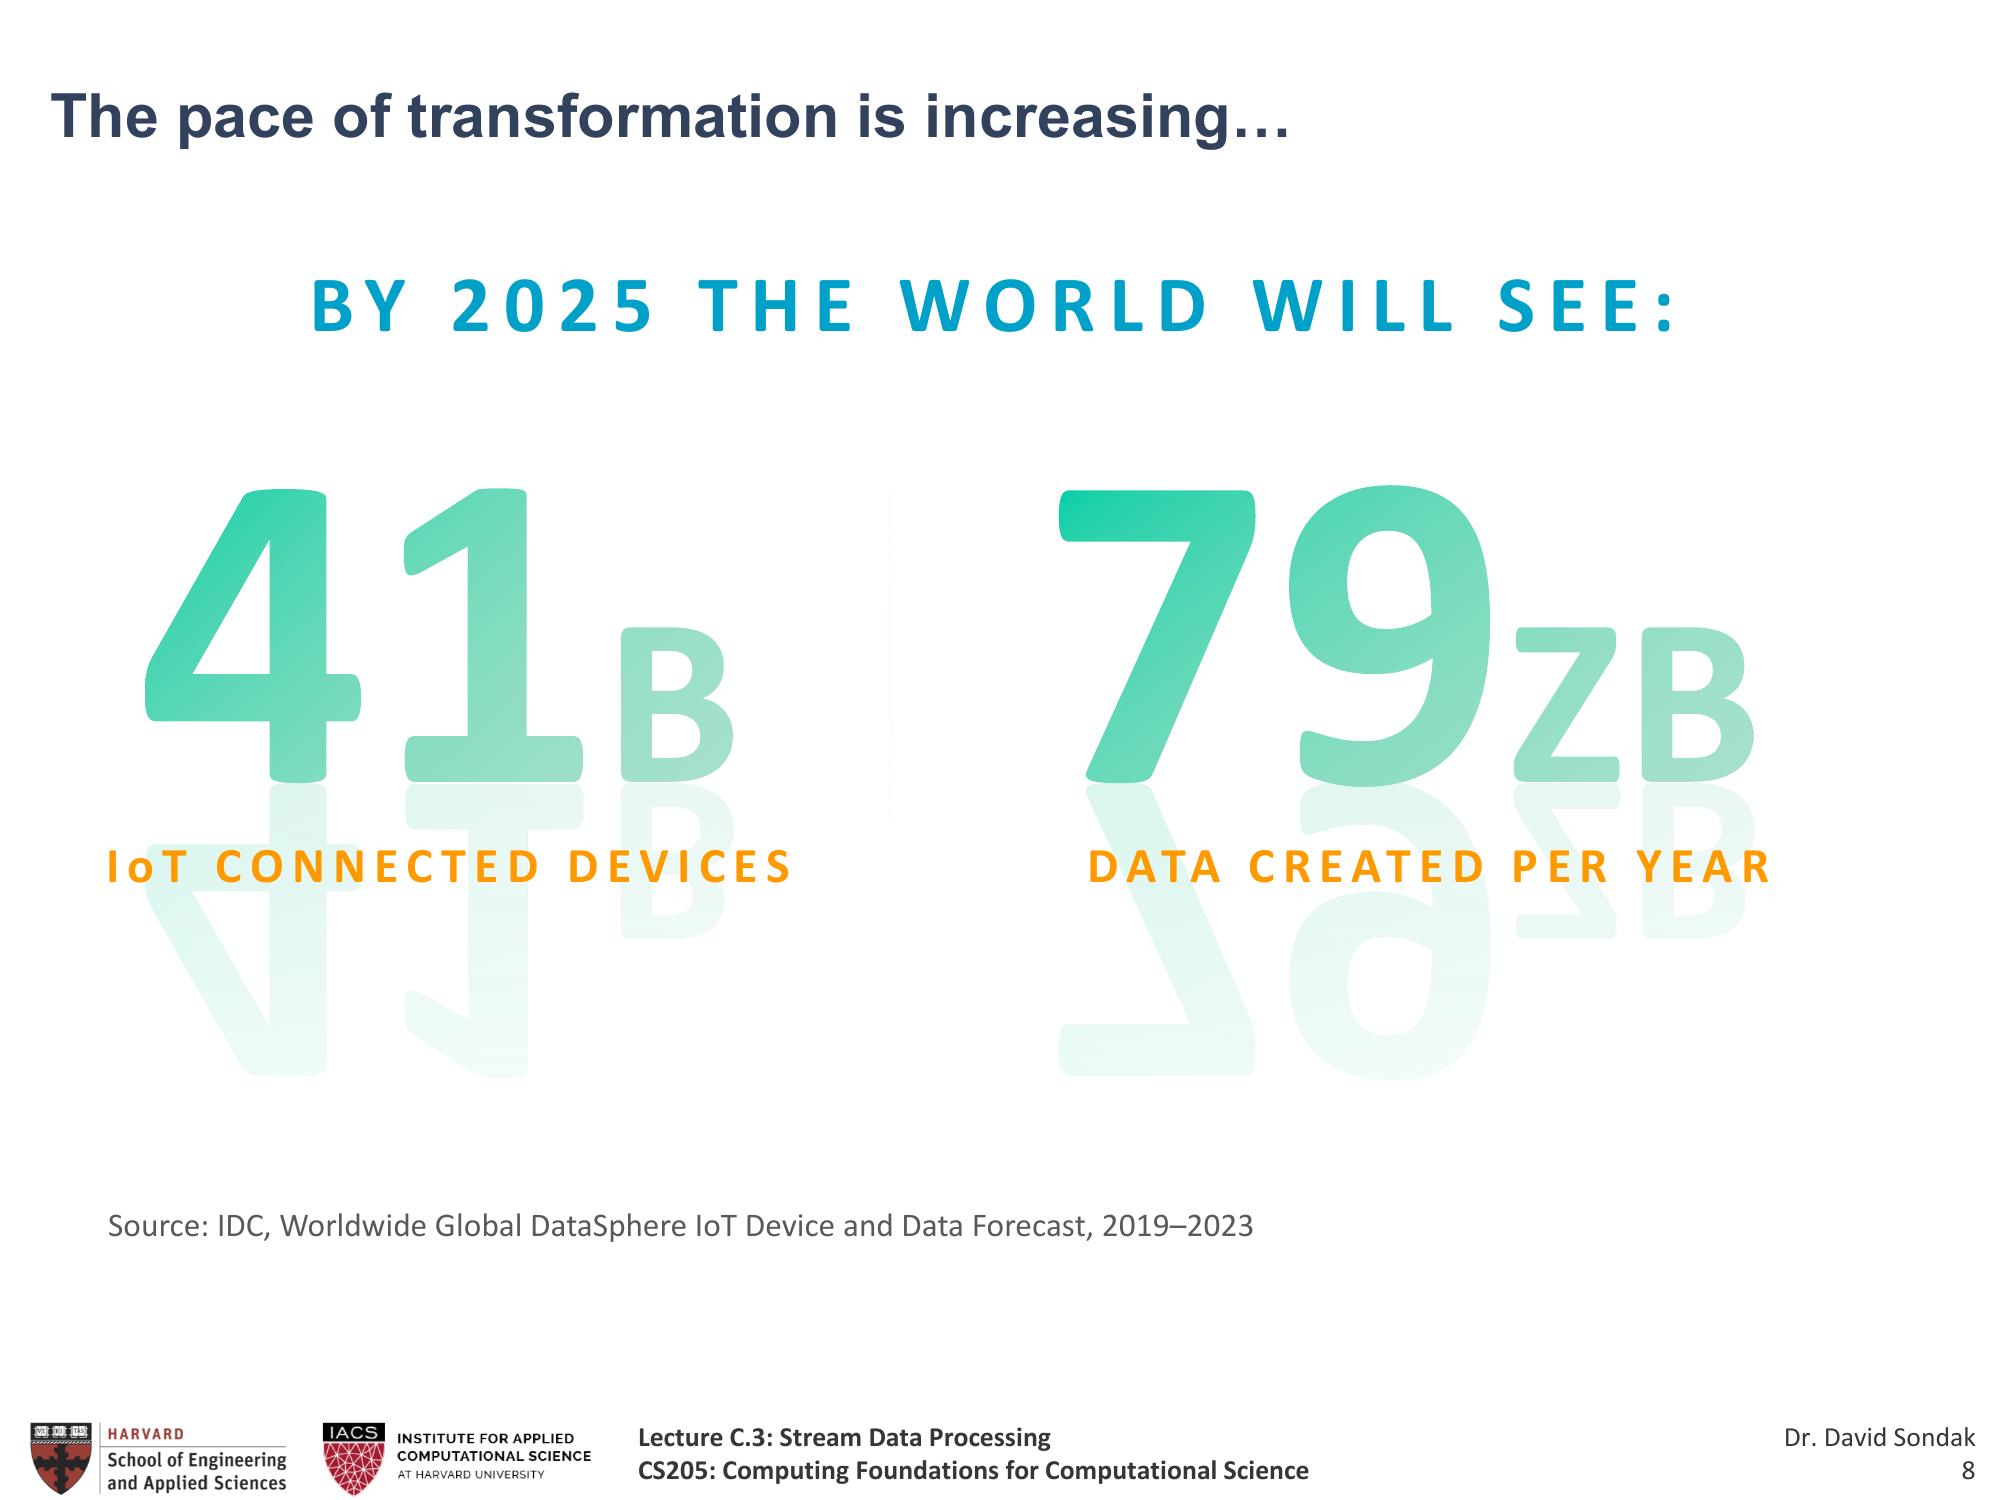 The pace of transformation is increasing…
BY 2025 THE WORLD WILL SEE:
41B
79ZB
IoT CONNECTED DEVICES
DATA CREATED PER YEAR
Source: IDC, Worldwide Global DataSphere IoT Device and Data Forecast, 2019–2023
HARVARD
School of Engineering
and Applied Sciences
IACS
INSTITUTE FOR APPLIED
COMPUTATIONAL SCIENCE
AT HARVARD UNIVERSITY
Lecture C.3: Stream Data Processing
CS205: Computing Foundations for Computational Science
Dr. David Sondak
8